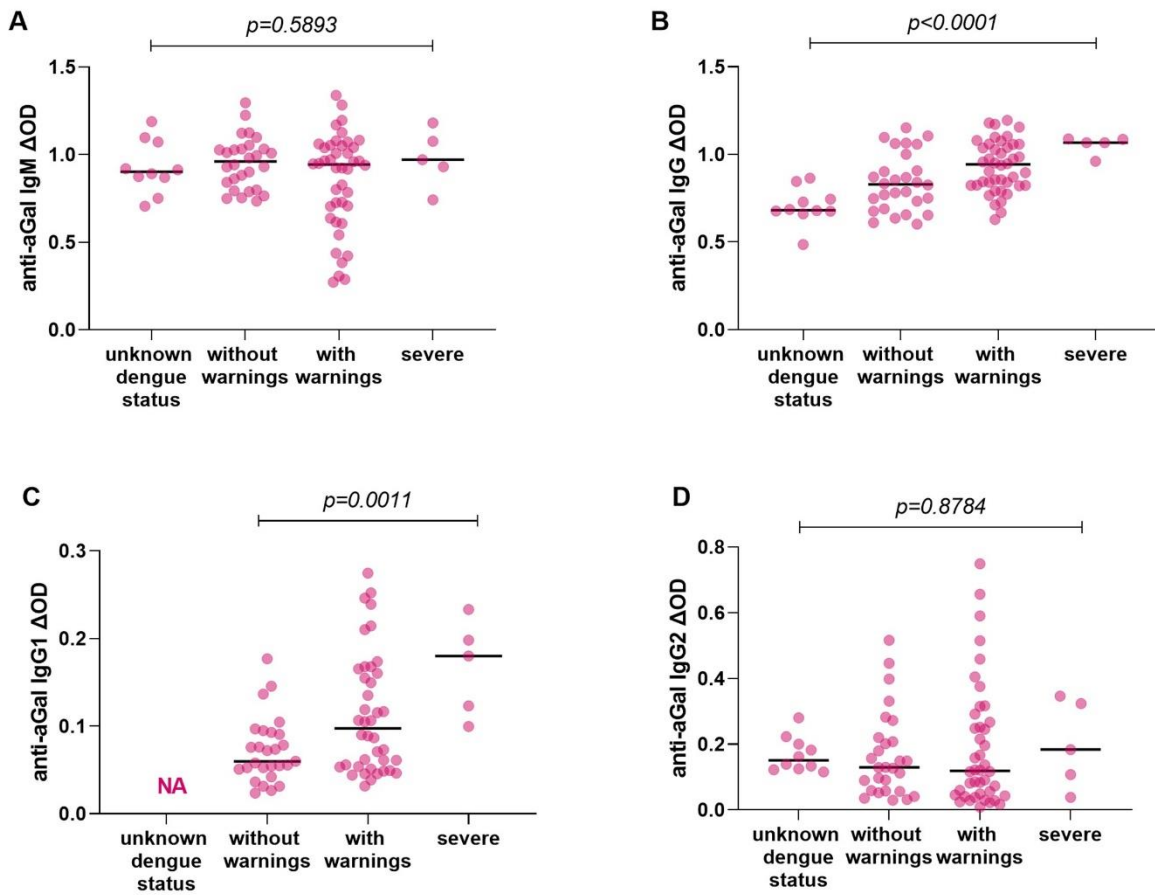 A
p=0.5893
anti-aGal IgM ΔOD
1.5
1.0
0.5
0.0
unknown
dengue
status
without
warnings
with
warnings
severe
B
p<0.0001
anti-aGal IgG ΔOD
1.5
1.0
0.5
0.0
unknown
dengue
status
without
warnings
with
warnings
severe
C
p=0.0011
anti-aGal IgG1 ΔOD
0.3
0.2
0.1
0.0
NA
unknown
dengue
status
without
warnings
with
warnings
severe
D
p=0.8784
anti-aGal IgG2 ΔOD
0.8
0.6
0.4
0.2
0.0
unknown
dengue
status
without
warnings
with
warnings
severe